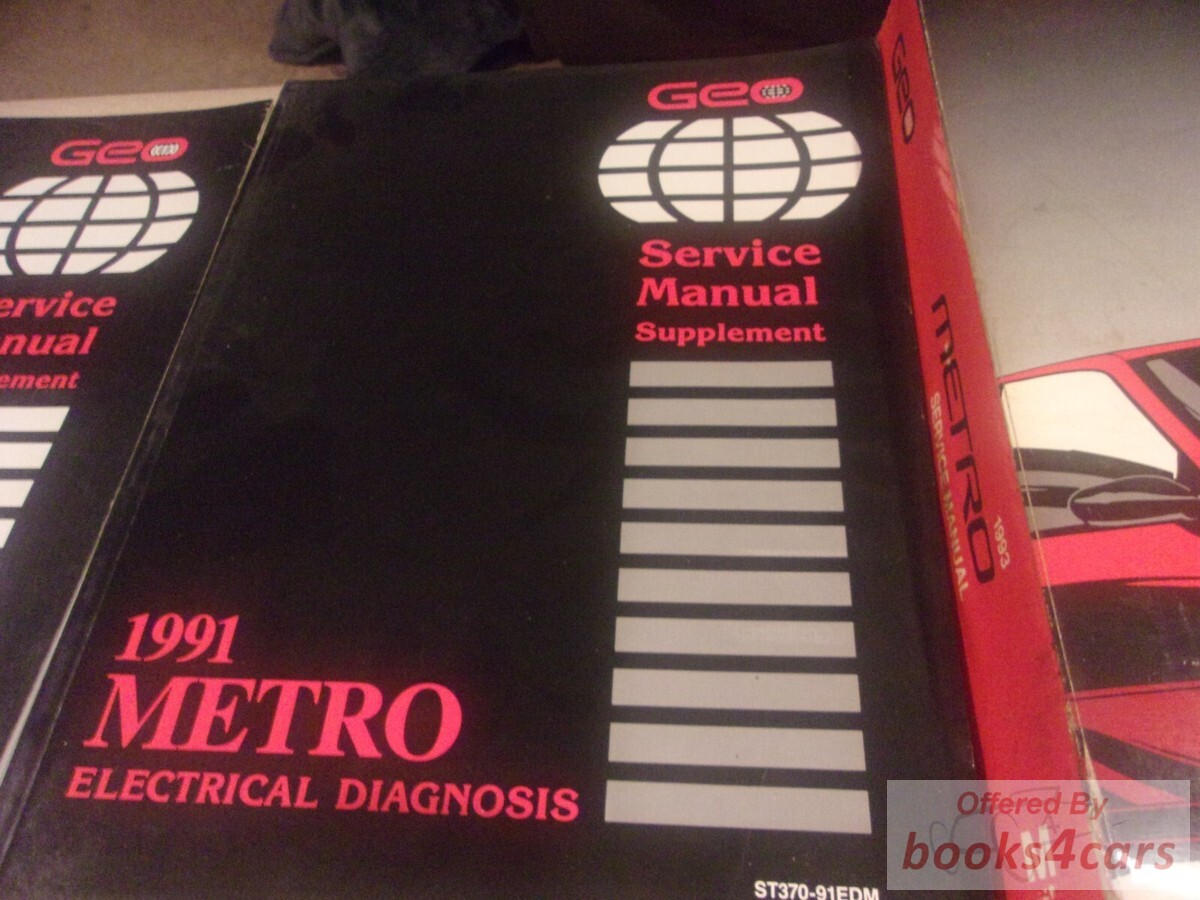 Geo
ervice
nual
ement
Geo
Service
Manual
Supplement
1991
METRO
ELECTRICAL DIAGNOSIS
ST370-91EDM
Geo
METRO
1993
SERVICE MANUAL
M
Offered By
books4cars